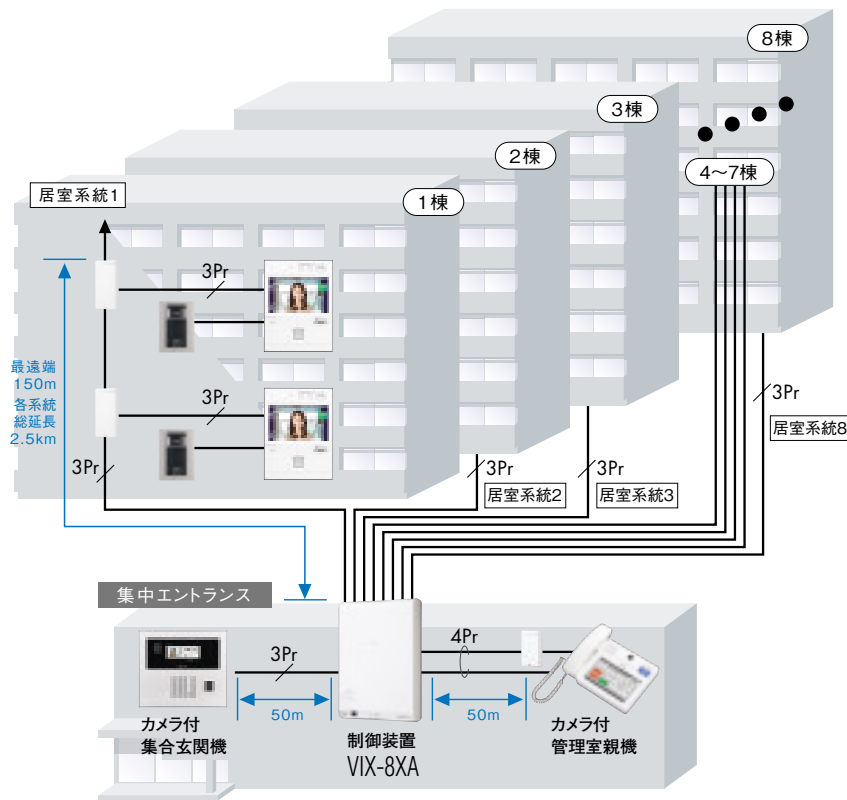 8棟
3棟
2棟
4〜7棟
居室系統1
1棟
3Pr
最遠端
150m
各系統
総延長
2.5km
3Pr
3Pr
3Pr
居室系統8
3Pr
居室系統2
3Pr
居室系統3
集中エントランス
3Pr
4Pr
50m
50m
カメラ付
集合玄関機
制御装置
VIX-8XA
カメラ付
管理室親機